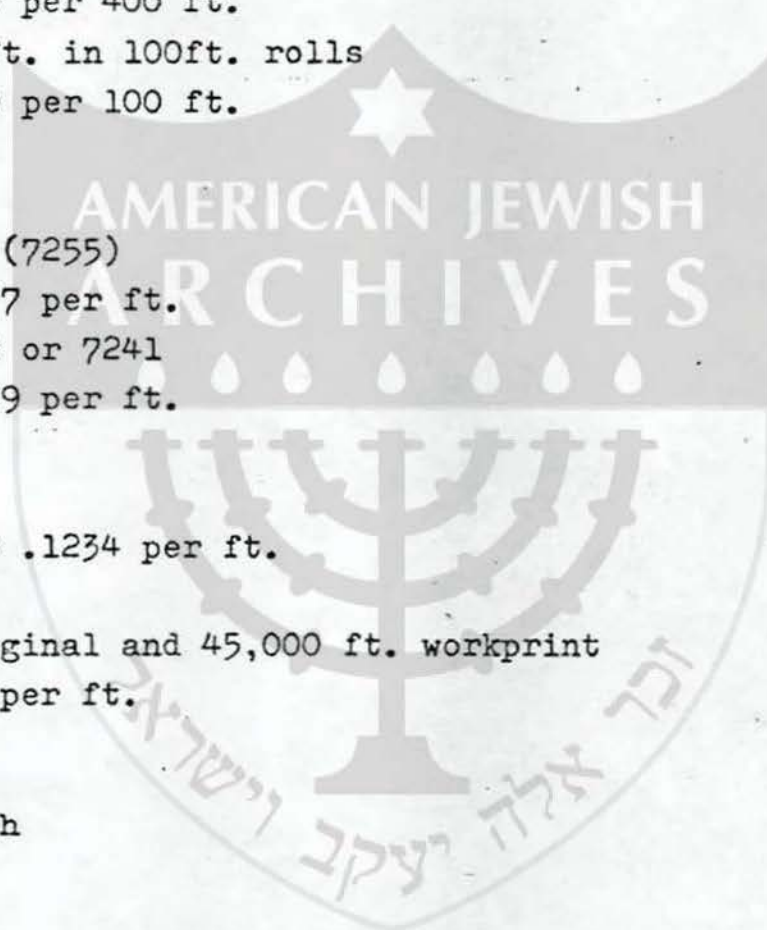 per 400 ft.
t. in 100ft. rolls
per 100 ft.
AMERICAN JEWISH
(7255)
ARCHIVES
7 per ft.
or 7241
9 per ft.
.1234 per ft.
ginal and 45,000 ft. workprint
per ft.
h
זכר אלה יעקב וישראל